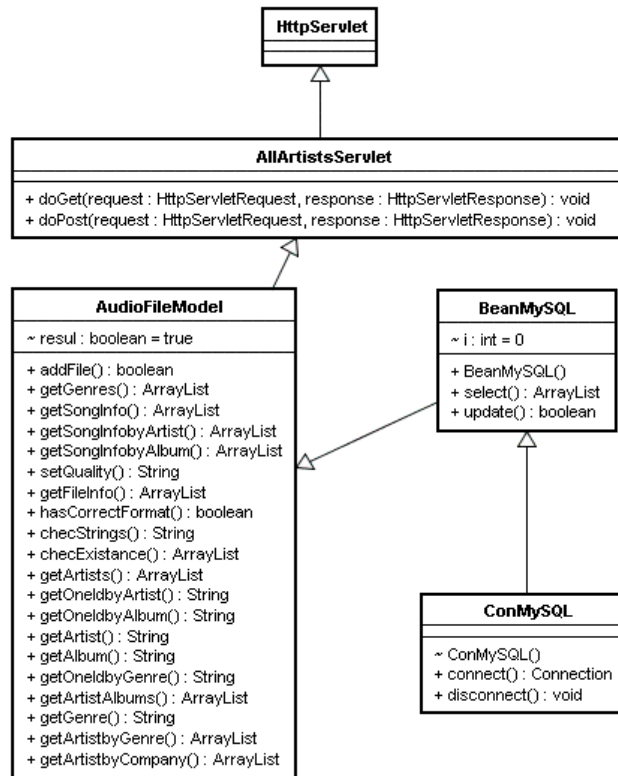 HttpServlet
AllArtistsServlet
+ doGet(request : HttpServletRequest, response : HttpServletResponse) : void
+ doPost(request : HttpServletRequest, response : HttpServletResponse) : void
AudioFileModel
~ resul : boolean = true
+ addFile() : boolean
+ getGenres() : ArrayList
+ getSongInfo() : ArrayList
+ getSongInfobyArtist() : ArrayList
+ getSongInfobyAlbum() : ArrayList
+ setQuality() : String
+ getFileInfo() : ArrayList
+ hasCorrectFormat() : boolean
+ checStrings() : String
+ checExistance() : ArrayList
+ getArtists() : ArrayList
+ getOneIdbyArtist() : String
+ getOneIdbyAlbum() : String
+ getArtist() : String
+ getAlbum() : String
+ getOneIdbyGenre() : String
+ getArtistAlbums() : ArrayList
+ getGenre() : String
+ getArtistbyGenre() : ArrayList
+ getArtistbyCompany() : ArrayList
BeanMySQL
~ i : int = 0
+ BeanMySQL()
+ select() : ArrayList
+ update() : boolean
ConMySQL
~ ConMySQL()
+ connect() : Connection
+ disconnect() : void